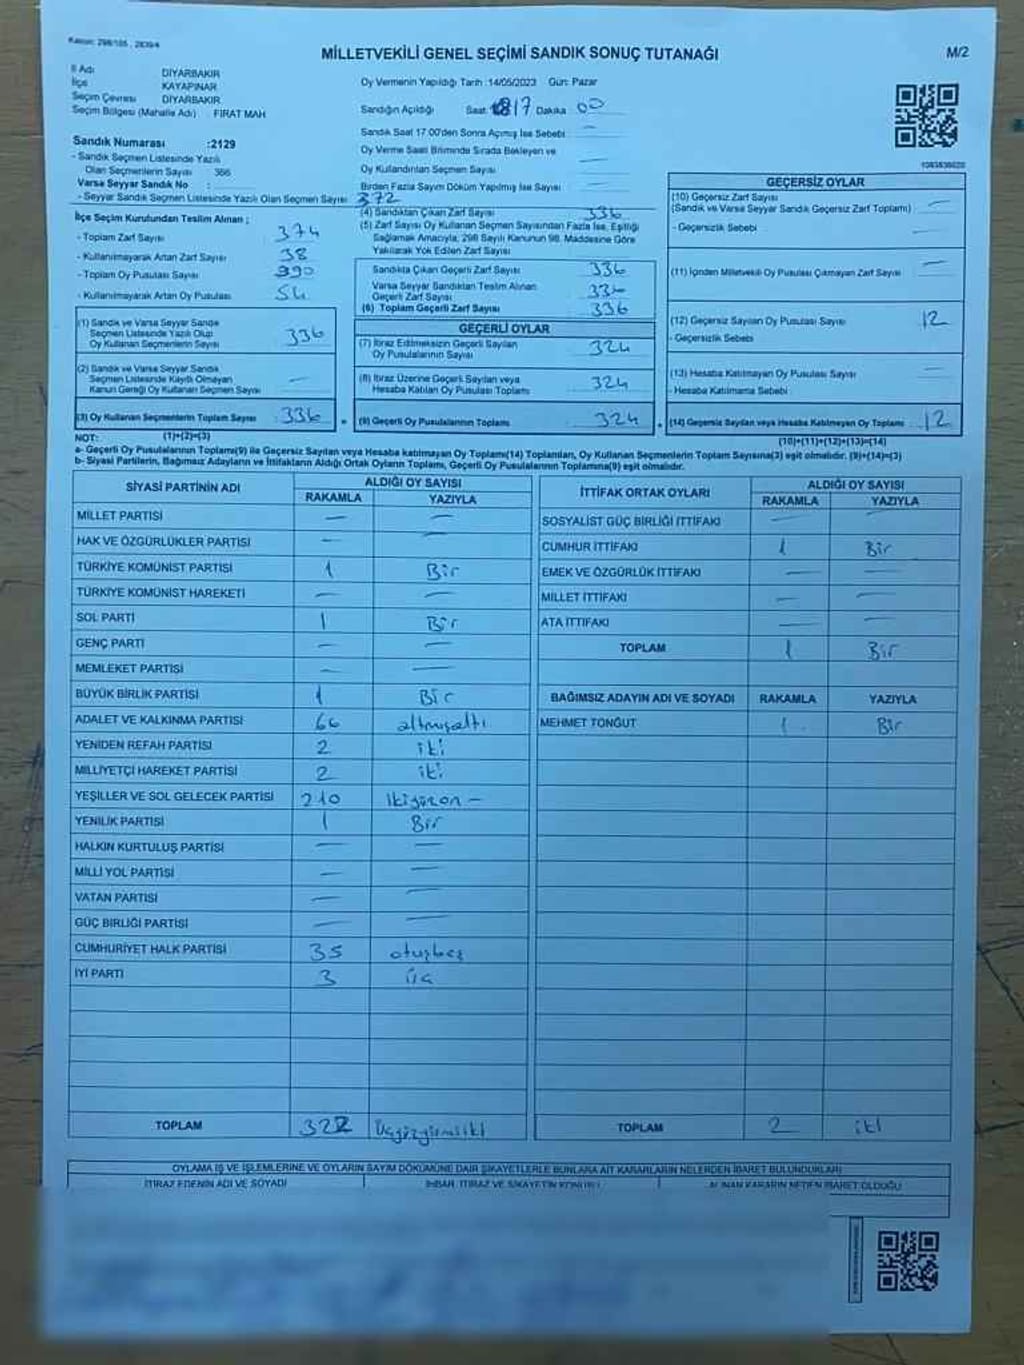 Kanun: 298/105, 2839/4
MİLLETVEKİLİ GENEL SEÇİMİ SANDIK SONUÇ TUTANAĞI
M/2
İl Adı DİYARBAKIR
İlçe KAYAPINAR
Seçim Çevresi DİYARBAKIR
Seçim Bölgesi (Mahalle Adı) FIRAT MAH
Sandık Numarası :2129
- Sandık Seçmen Listesinde Yazılı
Olan Seçmenlerin Sayısı 366
Varsa Seyyar Sandık No :
- Seyyar Sandık Seçmen Listesinde Yazılı Olan Seçmen Sayısı 372
İlçe Seçim Kurulundan Teslim Alınan ;
- Toplam Zarf Sayısı 374
- Kullanılmayarak Artan Zarf Sayısı 38
- Toplam Oy Pusulası Sayısı 390
- Kullanılmayarak Artan Oy Pusulası 54
(1) Sandık ve Varsa Seyyar Sandık
Seçmen Listesinde Yazılı Olup
Oy Kullanan Seçmenlerin Sayısı 336
(2) Sandık ve Varsa Seyyar Sandık
Seçmen Listesinde Kayıtlı Olmayan
Kanun Gereği Oy Kullanan Seçmen Sayısı —
(3) Oy Kullanan Seçmenlerin Toplam Sayısı 336
(1)+(2)=(3)
Oy Vermenin Yapıldığı Tarih :14/05/2023 Gün: Pazar
Sandığın Açıldığı Saat: 17 Dakika 00
Sandık Saat 17.00'den Sonra Açılmış İse Sebebi —
Oy Verme Saati Bitiminde Sırada Bekleyen ve
Oy Kullandırılan Seçmen Sayısı —
Birden Fazla Sayım Döküm Yapılmış İse Sayısı —
(4) Sandıktan Çıkan Zarf Sayısı 336
(5) Zarf Sayısı Oy Kullanan Seçmen Sayısından Fazla İse, Eşitliği
Sağlamak Amacıyla, 298 Sayılı Kanunun 98. Maddesine Göre
Yakılarak Yok Edilen Zarf Sayısı
Sandıkta Çıkan Geçerli Zarf Sayısı 336
Varsa Seyyar Sandıktan Teslim Alınan
Geçerli Zarf Sayısı 336
(6) Toplam Geçerli Zarf Sayısı 336
GEÇERLİ OYLAR
(7) İtiraz Edilmeksizin Geçerli Sayılan
Oy Pusulalarının Sayısı 324
(8) İtiraz Üzerine Geçerli Sayılan veya
Hesaba Katılan Oy Pusulası Toplamı 324
(9) Geçerli Oy Pusulalarının Toplamı 324
GEÇERSİZ OYLAR
(10) Geçersiz Zarf Sayısı
(Sandık ve Varsa Seyyar Sandık Geçersiz Zarf Toplamı) —
- Geçersizlik Sebebi —
(11) İçinden Milletvekili Oy Pusulası Çıkmayan Zarf Sayısı —
(12) Geçersiz Sayılan Oy Pusulası Sayısı 12
- Geçersizlik Sebebi
(13) Hesaba Katılmayan Oy Pusulası Sayısı —
- Hesaba Katılmama Sebebi
(14) Geçersiz Sayılan veya Hesaba Katılmayan Oy Toplamı 12
(10)+(11)+(12)+(13)=(14)
NOT:
a- Geçerli Oy Pusulalarının Toplamı(9) ile Geçersiz Sayılan veya Hesaba katılmayan Oy Toplamı(14) Toplamları, Oy Kullanan Seçmenlerin Toplam Sayısına(3) eşit olmalıdır. (9)+(14)=(3)
b- Siyasi Partilerin, Bağımsız Adayların ve İttifakların Aldığı Ortak Oyların Toplamı, Geçerli Oy Pusulalarının Toplamına(9) eşit olmalıdır.
SİYASİ PARTİNİN ADI ALDIĞI OY SAYISI
RAKAMLA YAZIYLA
MİLLET PARTİSİ — —
HAK VE ÖZGÜRLÜKLER PARTİSİ — —
TÜRKİYE KOMÜNİST PARTİSİ 1 Bir
TÜRKİYE KOMÜNİST HAREKETİ — —
SOL PARTİ 1 Bir
GENÇ PARTİ — —
MEMLEKET PARTİSİ — —
BÜYÜK BİRLİK PARTİSİ 1 Bir
ADALET VE KALKINMA PARTİSİ 66 altmışaltı
YENİDEN REFAH PARTİSİ 2 iki
MİLLİYETÇİ HAREKET PARTİSİ 2 iki
YEŞİLLER VE SOL GELECEK PARTİSİ 210 İkiyüzon —
YENİLİK PARTİSİ 1 Bir
HALKIN KURTULUŞ PARTİSİ — —
MİLLİ YOL PARTİSİ — —
VATAN PARTİSİ — —
GÜÇ BİRLİĞİ PARTİSİ — —
CUMHURİYET HALK PARTİSİ 35 otuzbeş
İYİ PARTİ 3 üç
TOPLAM 322 üçyüzyirmiiki
İTTİFAK ORTAK OYLARI ALDIĞI OY SAYISI
RAKAMLA YAZIYLA
SOSYALİST GÜÇ BİRLİĞİ İTTİFAKI — —
CUMHUR İTTİFAKI 1 Bir
EMEK VE ÖZGÜRLÜK İTTİFAKI — —
MİLLET İTTİFAKI — —
ATA İTTİFAKI — —
TOPLAM 1 Bir
BAĞIMSIZ ADAYIN ADI VE SOYADI RAKAMLA YAZIYLA
MEHMET TONGUT 1 Bir
TOPLAM 2 iki
OYLAMA İŞ VE İŞLEMLERİNE VE OYLARIN SAYIM DÖKÜMÜNE DAİR ŞİKAYETLERLE BUNLARA AİT KARARLARIN NELERDEN İBARET BULUNDUKLARI
İTİRAZ EDENİN ADI VE SOYADI İHBAR, İTİRAZ VE ŞİKAYETİN KONUSU ALINAN KARARIN NEDEN İBARET OLDUĞU